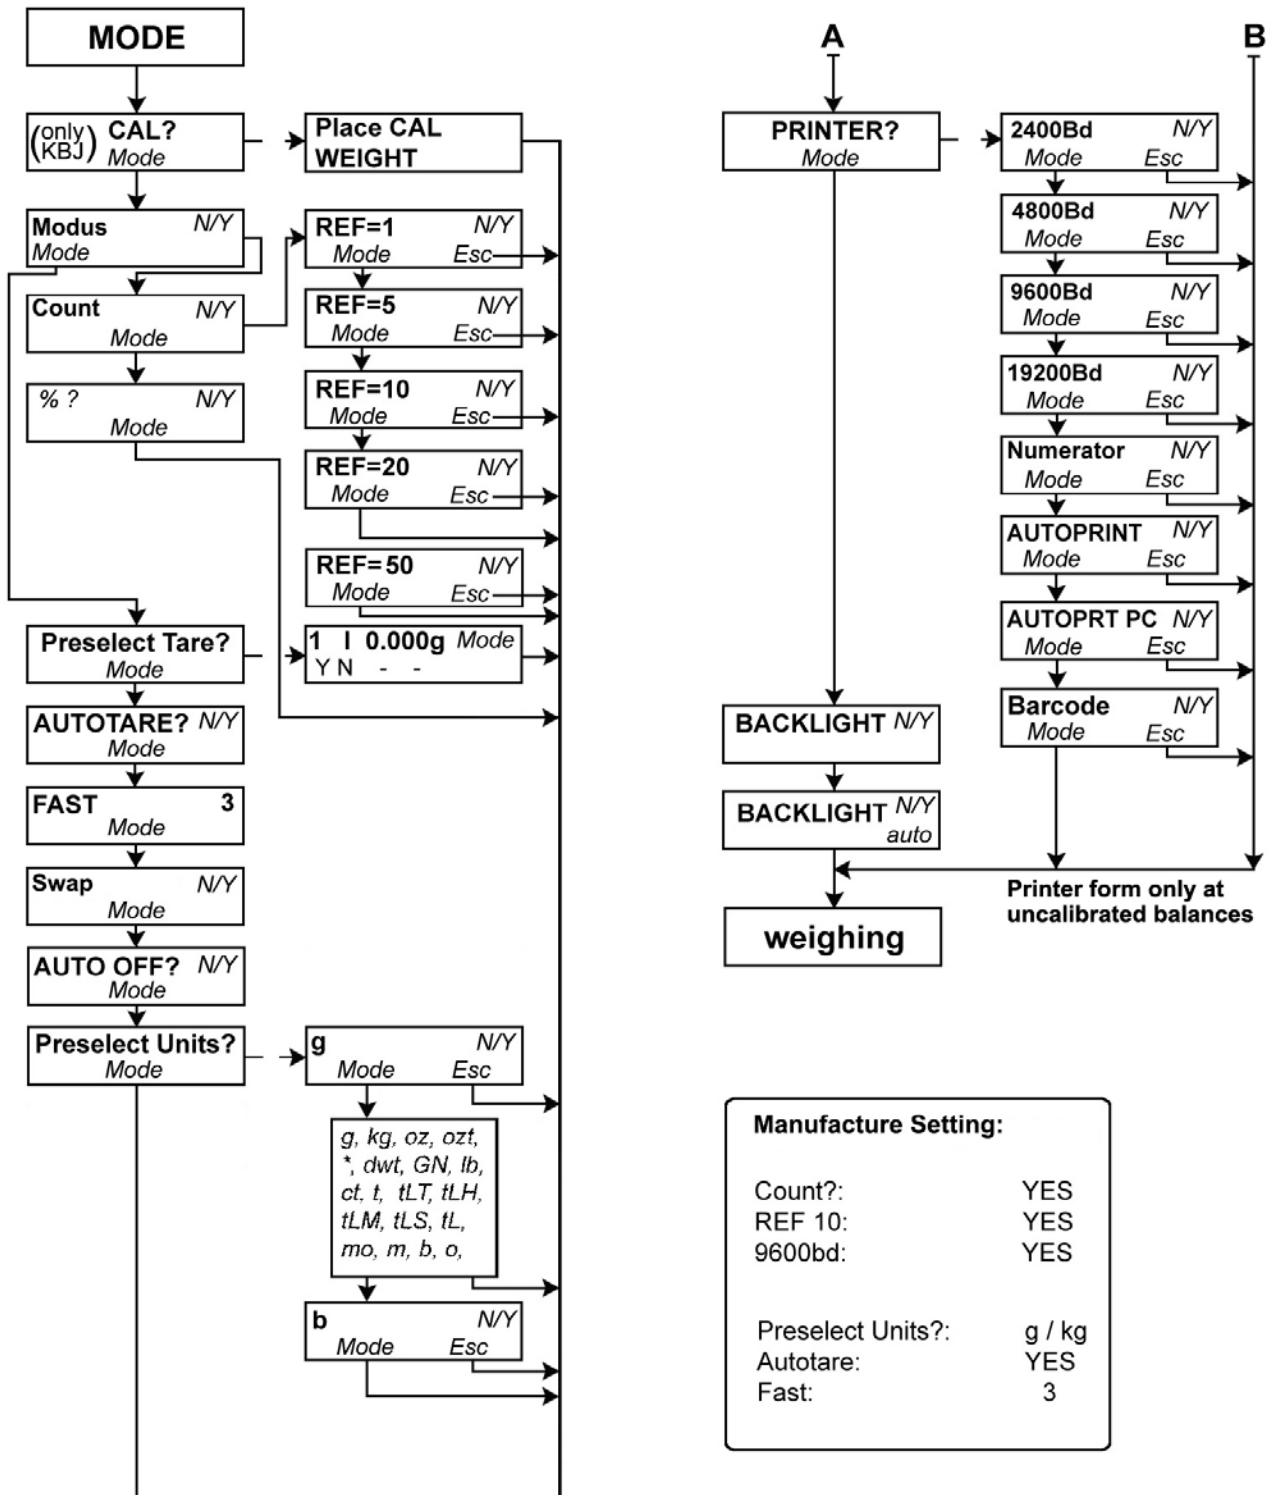 MODE
(only KBJ) CAL?
Mode
Place CAL
WEIGHT
Modus N/Y
Mode
Count N/Y
Mode
% ? N/Y
Mode
REF=1 N/Y
Mode Esc
REF=5 N/Y
Mode Esc
REF=10 N/Y
Mode Esc
REF=20 N/Y
Mode Esc
REF=50 N/Y
Mode Esc
Preselect Tare?
Mode
1 I 0.000g Mode
Y N - -
AUTOTARE? N/Y
Mode
FAST 3
Mode
Swap N/Y
Mode
AUTO OFF? N/Y
Mode
Preselect Units?
Mode
g N/Y
Mode Esc
g, kg, oz, ozt,
*, dwt, GN, lb,
ct, t, tLT, tLH,
tLM, tLS, tL,
mo, m, b, o,
b N/Y
Mode Esc
A
B
PRINTER?
Mode
2400Bd N/Y
Mode Esc
4800Bd N/Y
Mode Esc
9600Bd N/Y
Mode Esc
19200Bd N/Y
Mode Esc
Numerator N/Y
Mode Esc
AUTOPRINT N/Y
Mode Esc
AUTOPRT PC N/Y
Mode Esc
Barcode N/Y
Mode Esc
BACKLIGHT N/Y
BACKLIGHT N/Y
auto
Printer form only at
uncalibrated balances
weighing
Manufacture Setting:
Count?: YES
REF 10: YES
9600bd: YES
Preselect Units?: g / kg
Autotare: YES
Fast: 3